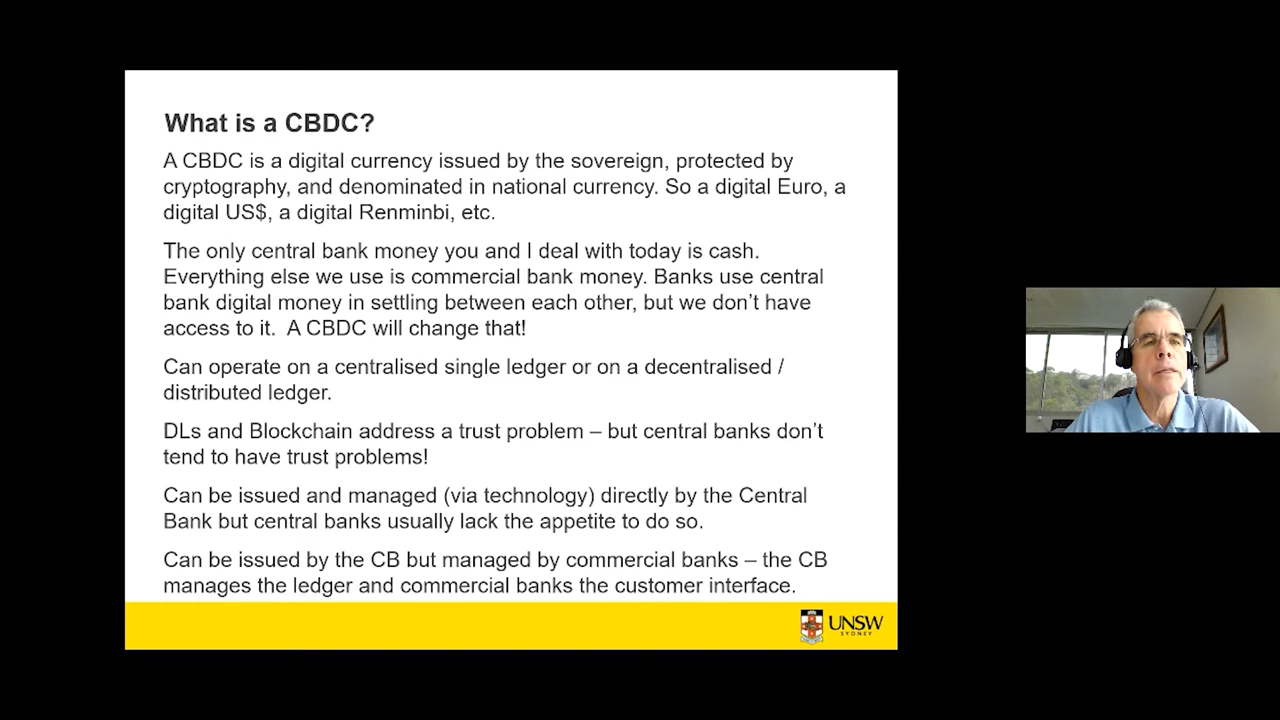 What is a CBDC?
A CBDC is a digital currency issued by the sovereign, protected by
cryptography, and denominated in national currency. So a digital Euro, a
digital US$, a digital Renminbi, etc.
The only central bank money you and I deal with today is cash.
Everything else we use is commercial bank money. Banks use central
bank digital money in settling between each other, but we don’t have
access to it.  A CBDC will change that!
Can operate on a centralised single ledger or on a decentralised /
distributed ledger.
DLs and Blockchain address a trust problem – but central banks don’t
tend to have trust problems!
Can be issued and managed (via technology) directly by the Central
Bank but central banks usually lack the appetite to do so.
Can be issued by the CB but managed by commercial banks – the CB
manages the ledger and commercial banks the customer interface.
UNSW
SYDNEY